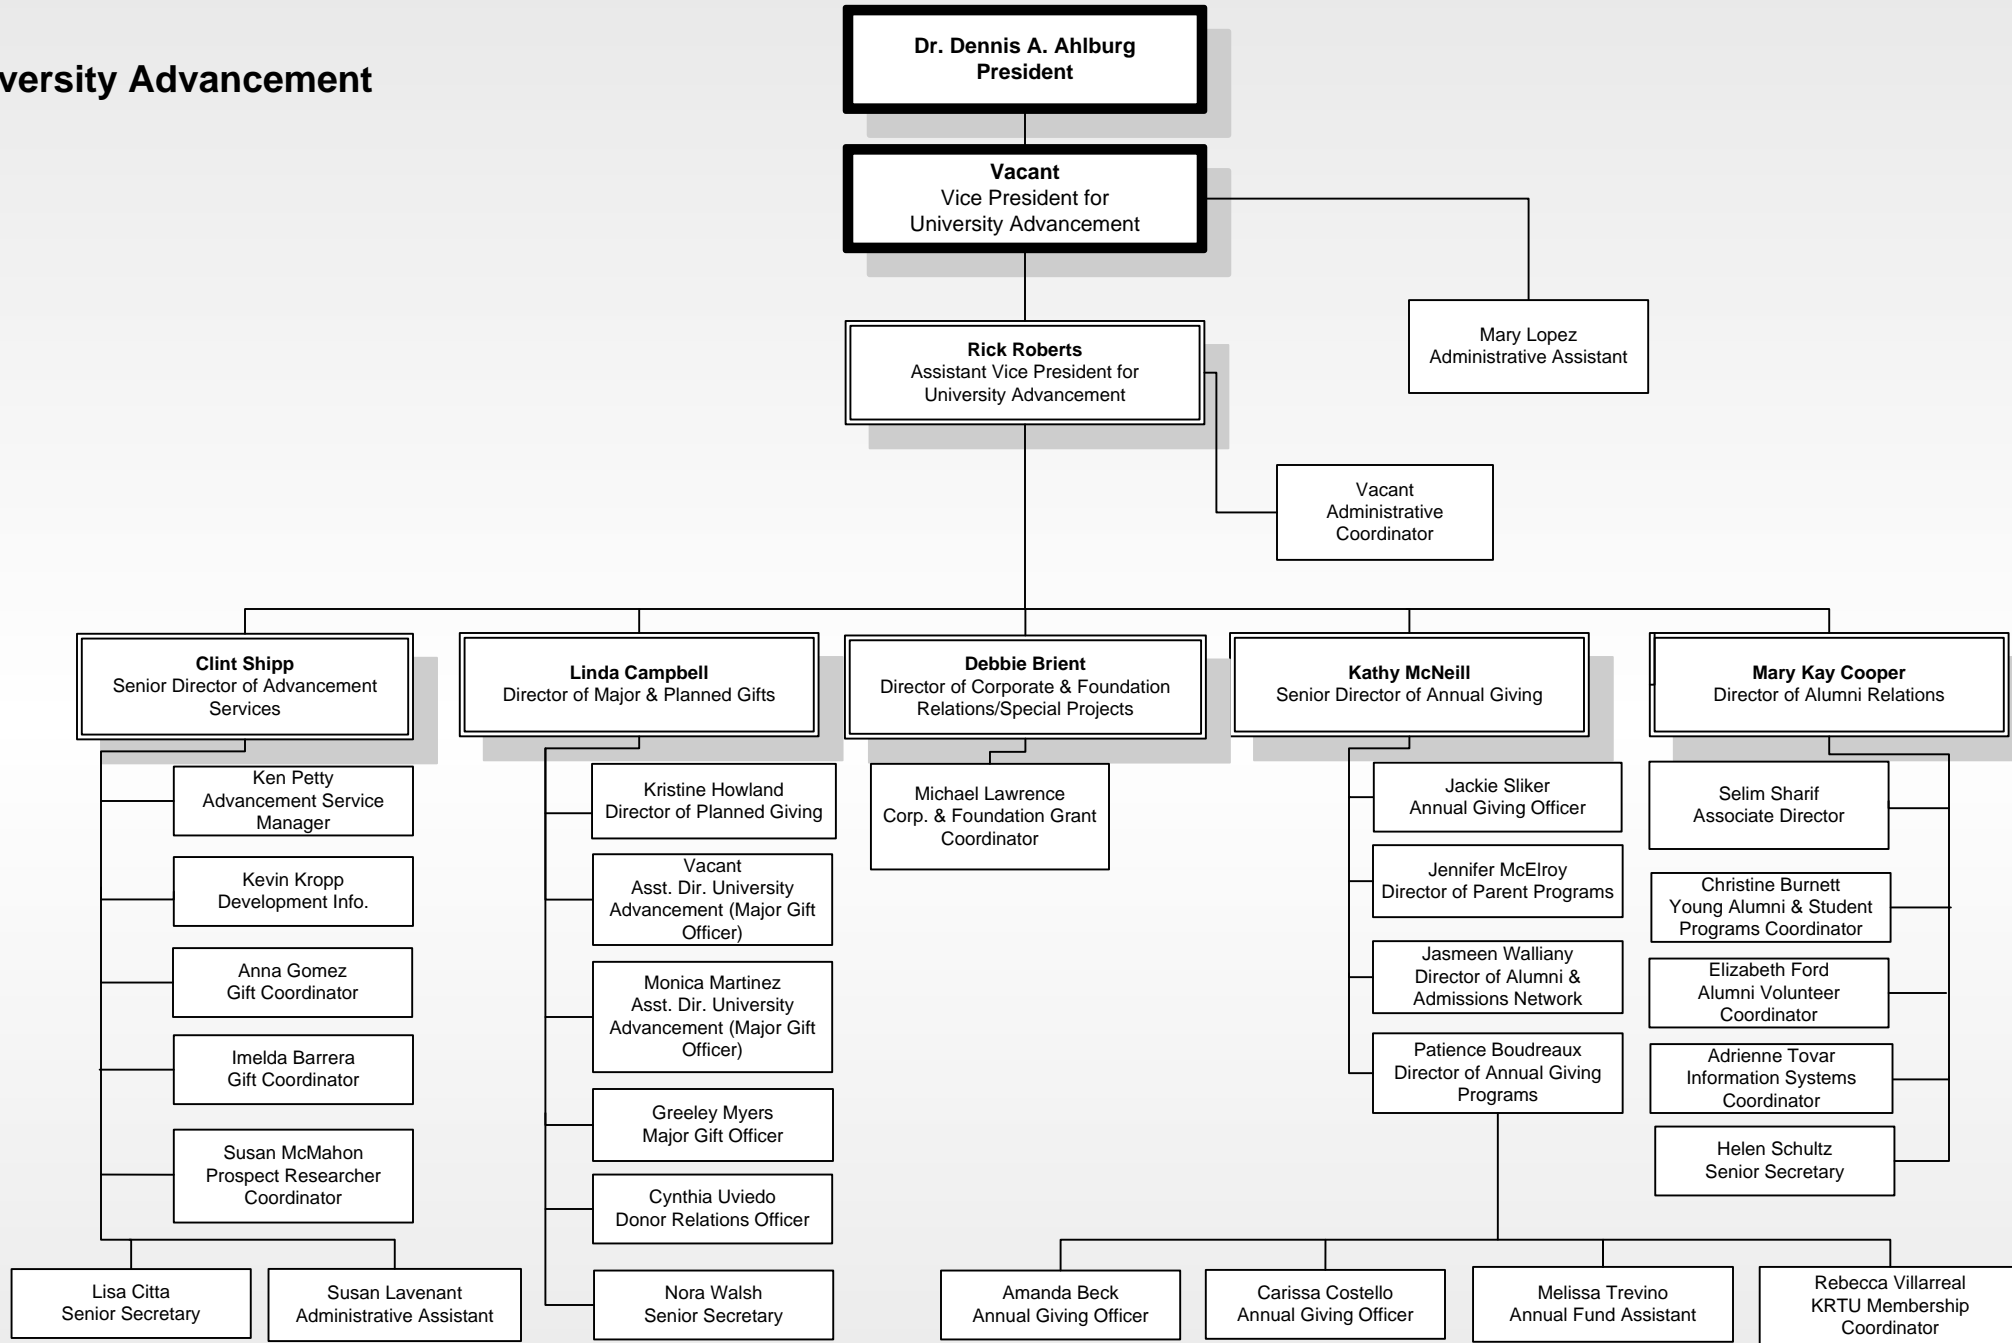 versity Advancement
Dr. Dennis A. Ahlburg
President
Vacant
Vice President for
University Advancement
Mary Lopez
Administrative Assistant
Rick Roberts
Assistant Vice President for
University Advancement
Vacant
Administrative
Coordinator
Clint Shipp
Senior Director of Advancement
Services
Linda Campbell
Director of Major & Planned Gifts
Debbie Brient
Director of Corporate & Foundation
Relations/Special Projects
Kathy McNeill
Senior Director of Annual Giving
Mary Kay Cooper
Director of Alumni Relations
Ken Petty
Advancement Service
Manager
Kevin Kropp
Development Info.
Anna Gomez
Gift Coordinator
Imelda Barrera
Gift Coordinator
Susan McMahon
Prospect Researcher
Coordinator
Lisa Citta
Senior Secretary
Susan Lavenant
Administrative Assistant
Kristine Howland
Director of Planned Giving
Vacant
Asst. Dir. University
Advancement (Major Gift
Officer)
Monica Martinez
Asst. Dir. University
Advancement (Major Gift
Officer)
Greeley Myers
Major Gift Officer
Cynthia Uviedo
Donor Relations Officer
Nora Walsh
Senior Secretary
Michael Lawrence
Corp. & Foundation Grant
Coordinator
Jackie Sliker
Annual Giving Officer
Jennifer McElroy
Director of Parent Programs
Jasmeen Walliany
Director of Alumni &
Admissions Network
Patience Boudreaux
Director of Annual Giving
Programs
Amanda Beck
Annual Giving Officer
Carissa Costello
Annual Giving Officer
Melissa Trevino
Annual Fund Assistant
Rebecca Villarreal
KRTU Membership
Coordinator
Selim Sharif
Associate Director
Christine Burnett
Young Alumni & Student
Programs Coordinator
Elizabeth Ford
Alumni Volunteer
Coordinator
Adrienne Tovar
Information Systems
Coordinator
Helen Schultz
Senior Secretary